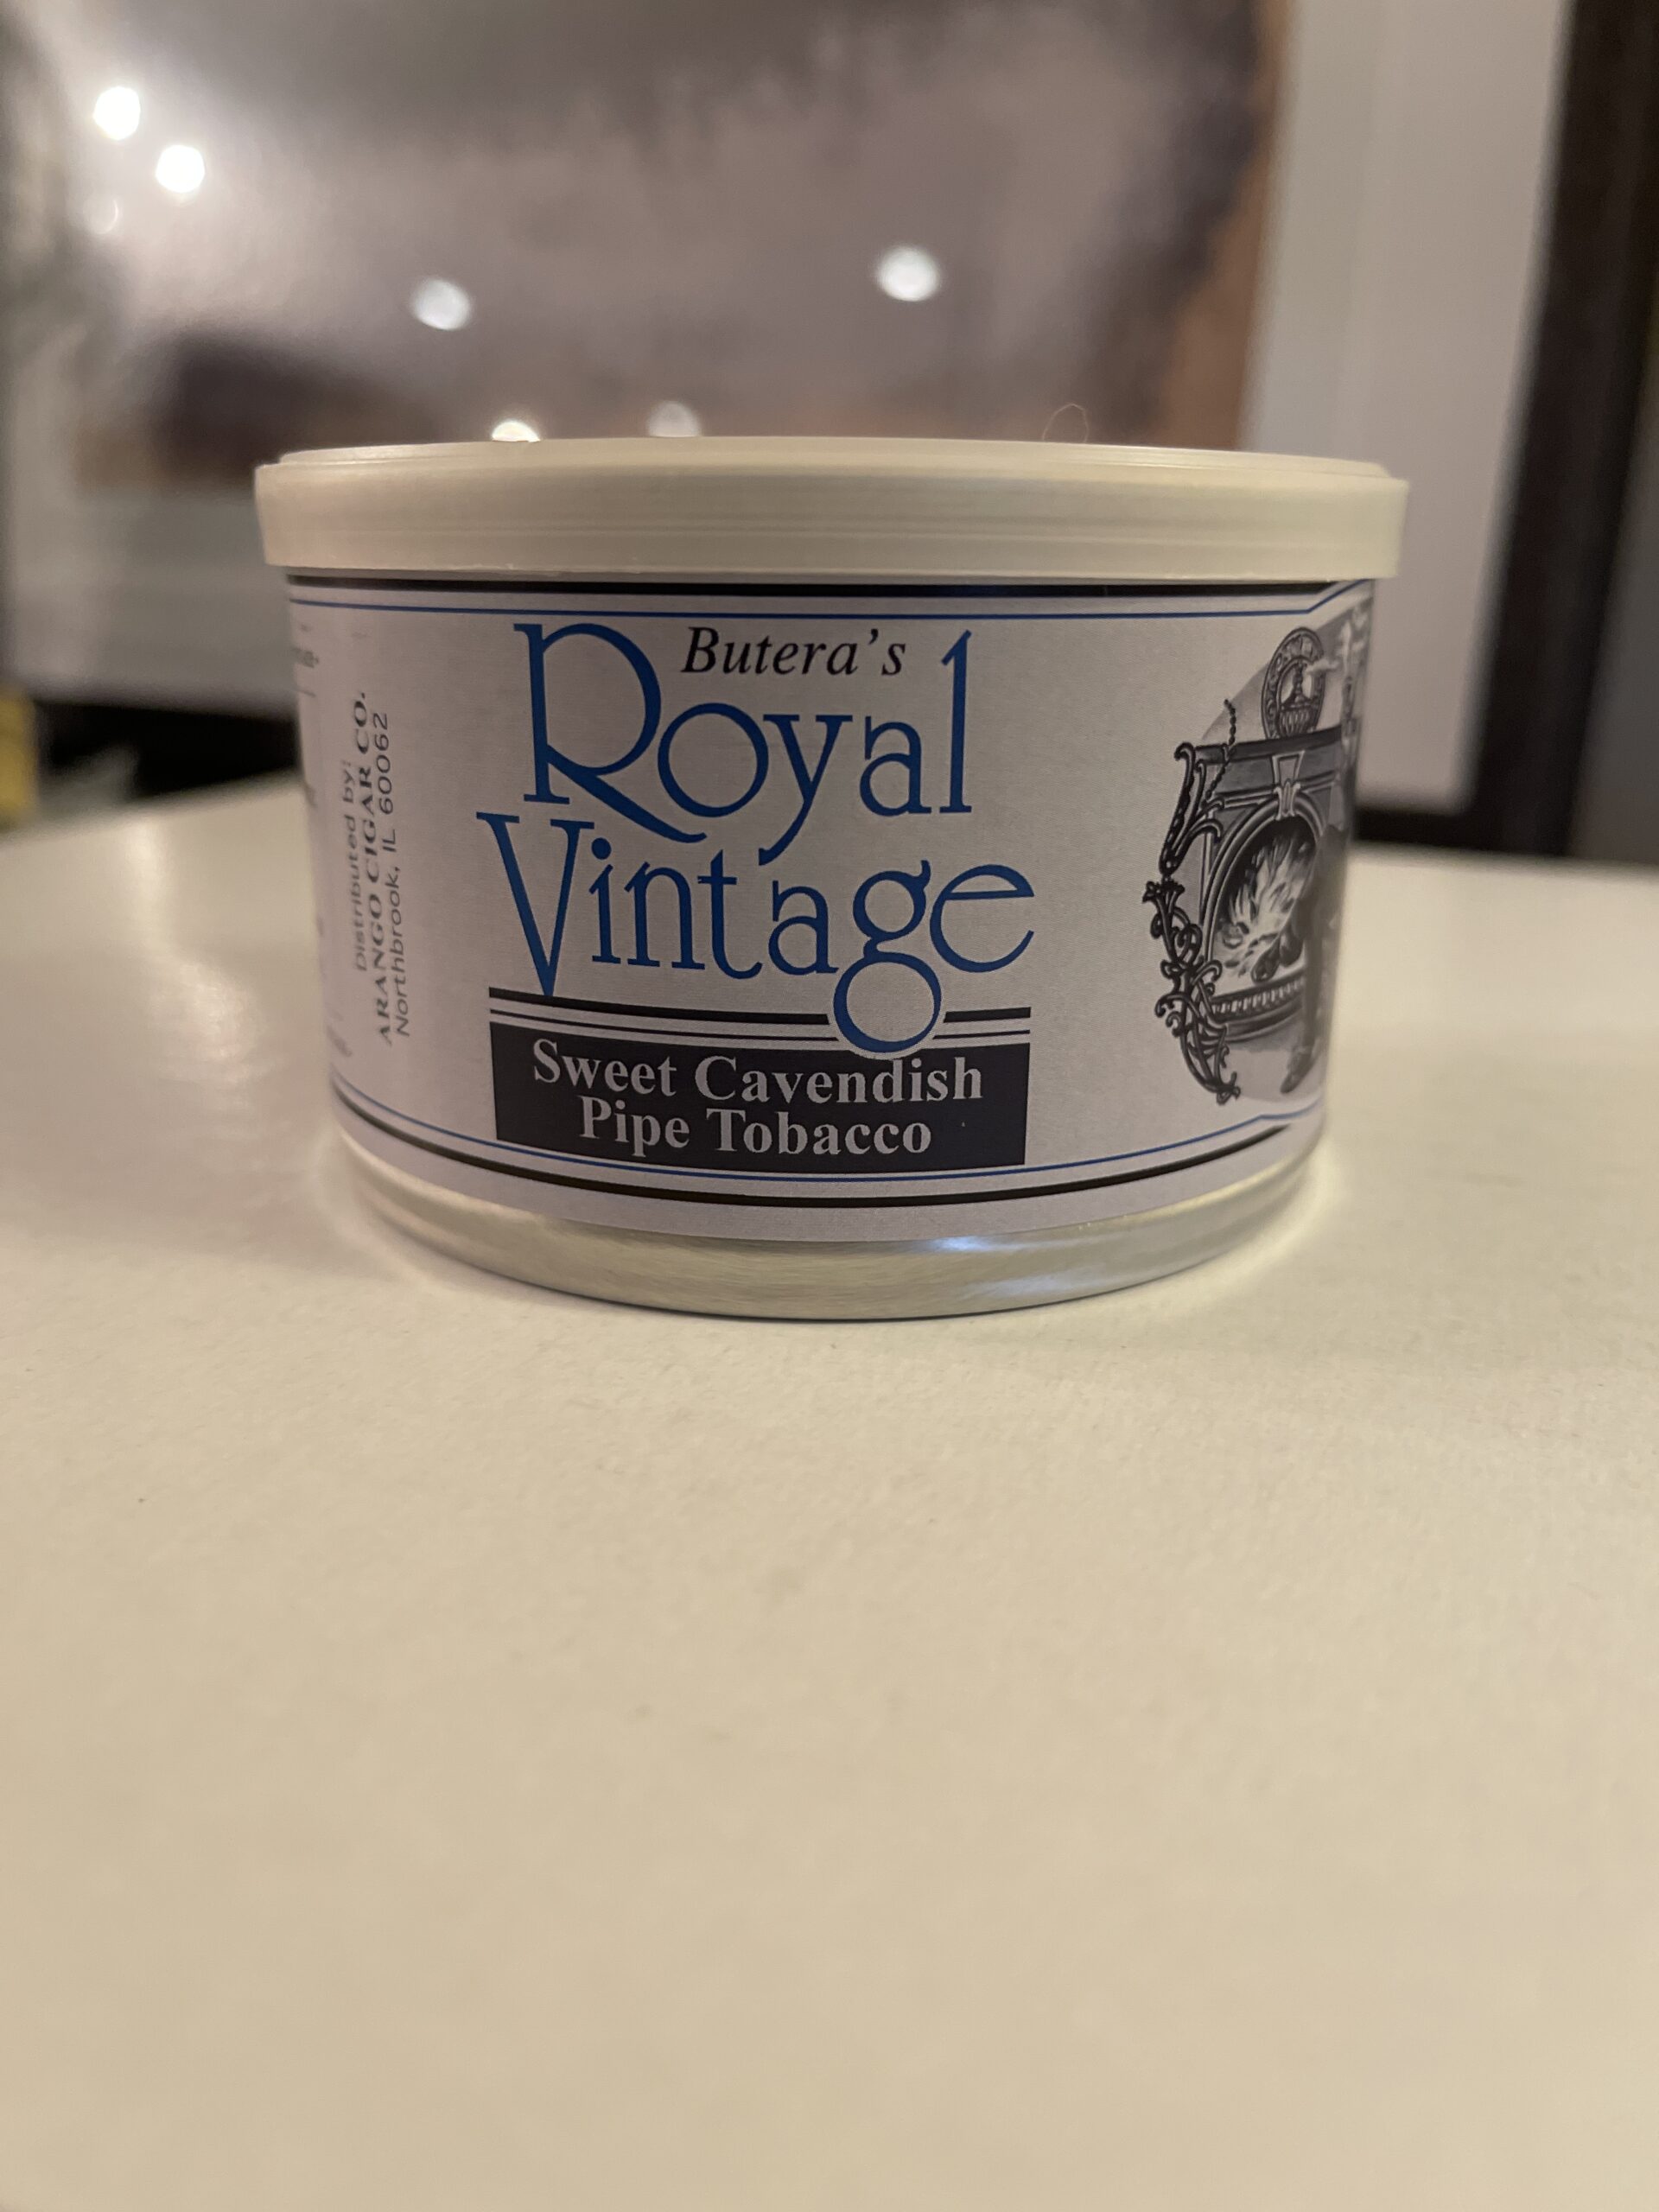 Butera's
Royal
Vintage
Sweet Cavendish
Pipe Tobacco
Distributed by:
ARANGO CIGAR CO.
Northbrook, IL 60062